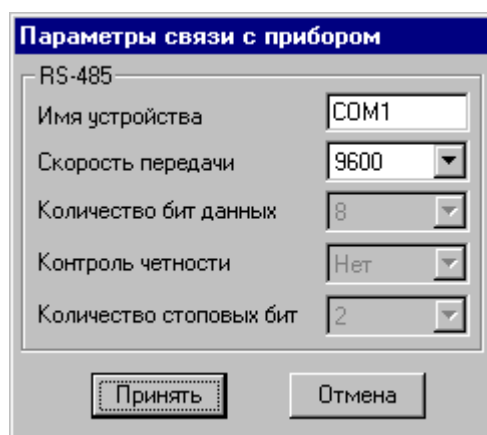 Параметры связи с прибором
RS-485
Имя устройства COM1
Скорость передачи 9600
Количество бит данных 8
Контроль четности Нет
Количество стоповых бит 2
Принять Отмена